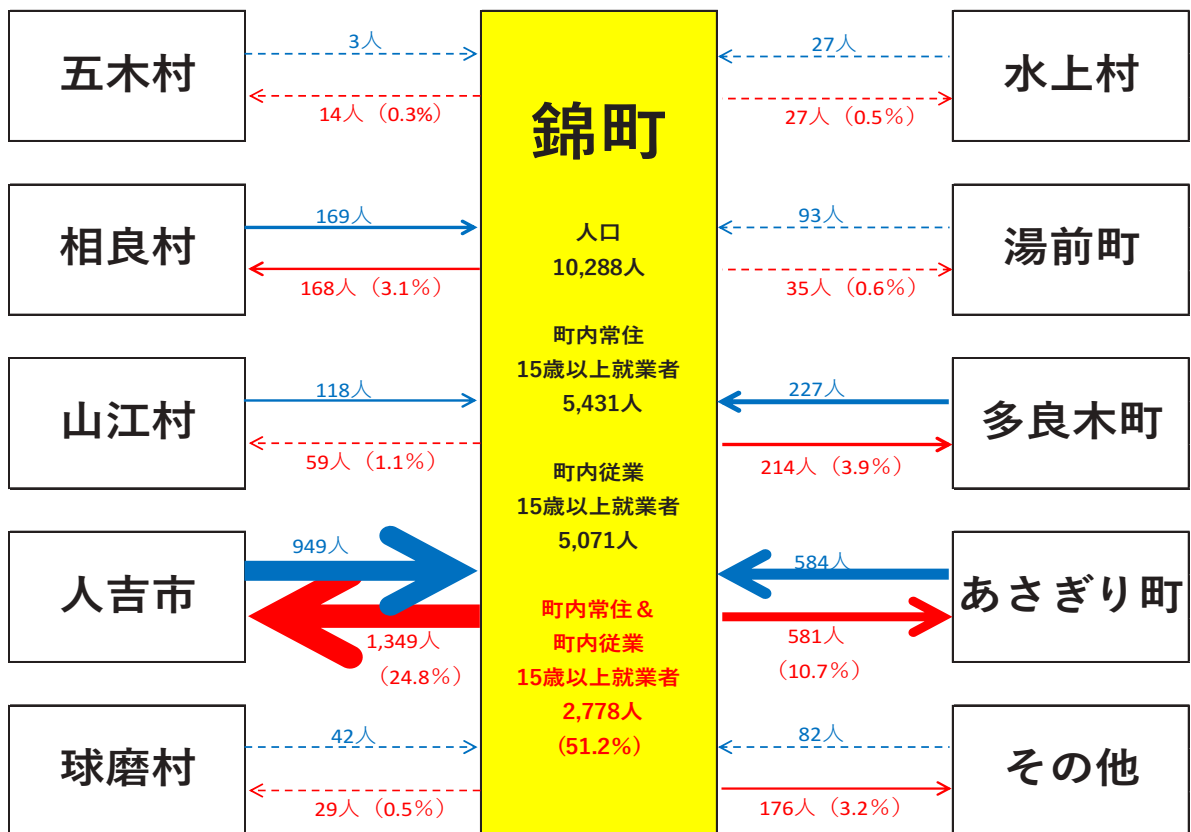 五木村
3人
14人（0.3%）
相良村
169人
168人（3.1%）
山江村
118人
59人（1.1%）
人吉市
949人
1,349人
（24.8%）
球磨村
42人
29人（0.5%）
錦町
人口
10,288人
町内常住
15歳以上就業者
5,431人
町内従業
15歳以上就業者
5,071人
町内常住＆
町内従業
15歳以上就業者
2,778人
(51.2%)
水上村
27人
27人（0.5%）
湯前町
93人
35人（0.6%）
多良木町
227人
214人（3.9%）
あさぎり町
584人
581人
（10.7%）
その他
82人
176人（3.2%）